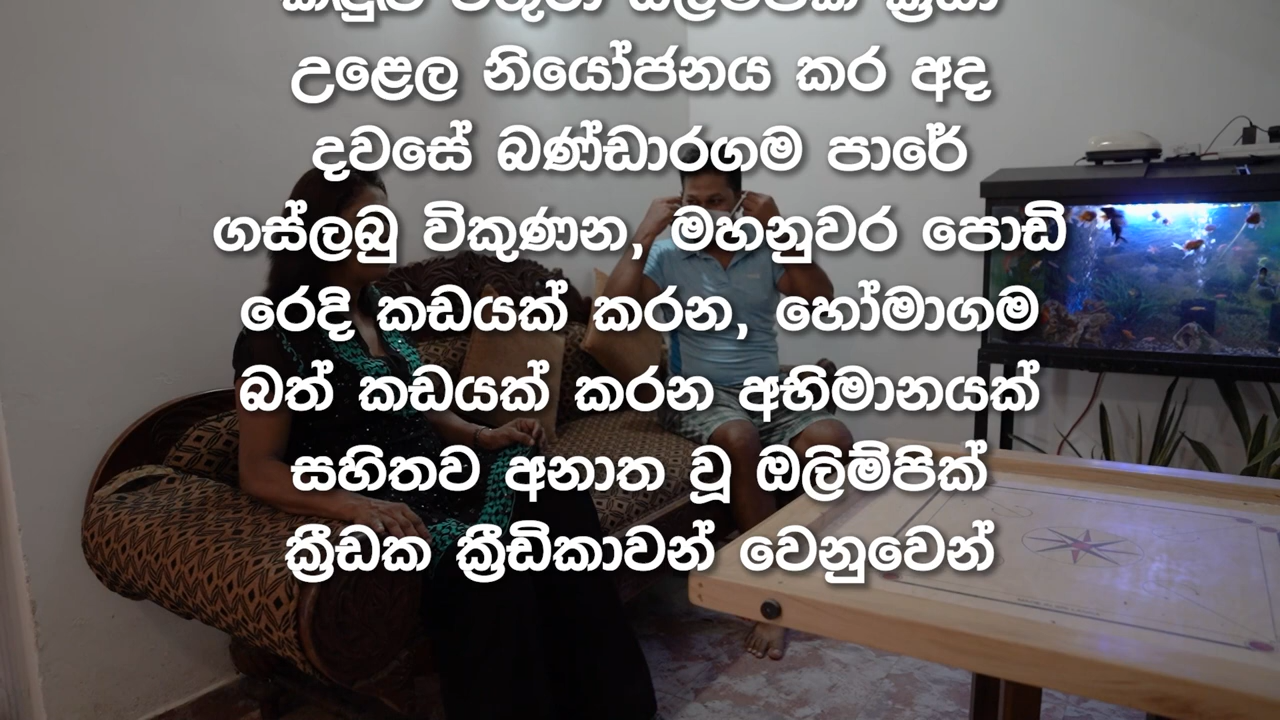 උළෙල නියෝජනය කර අද
දවසේ බණ්ඩාරගම පාරේ
ගස්ලබු විකුණන, මහනුවර පොඩි
රෙදි කඩයක් කරන, හෝමාගම
බත් කඩයක් කරන අභිමානයක්
සහිතව අනාත වූ ඔලිම්පික්
ක්‍රීඩක ක්‍රීඩිකාවන් වෙනුවෙන්